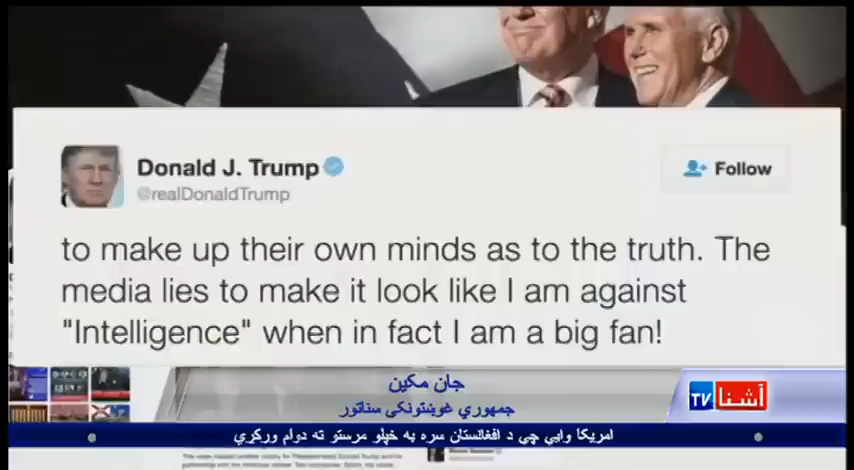 Donald J. Trump
@realDonaldTrump
Follow
to make up their own minds as to the truth. The
media lies to make it look like I am against
"Intelligence" when in fact I am a big fan!
جان مکین
جمهوري غوښتونکی سناتور
TV آشنا
امریکا وایي چې د افغانستان سره به خپلو مرستو ته دوام ورکړي